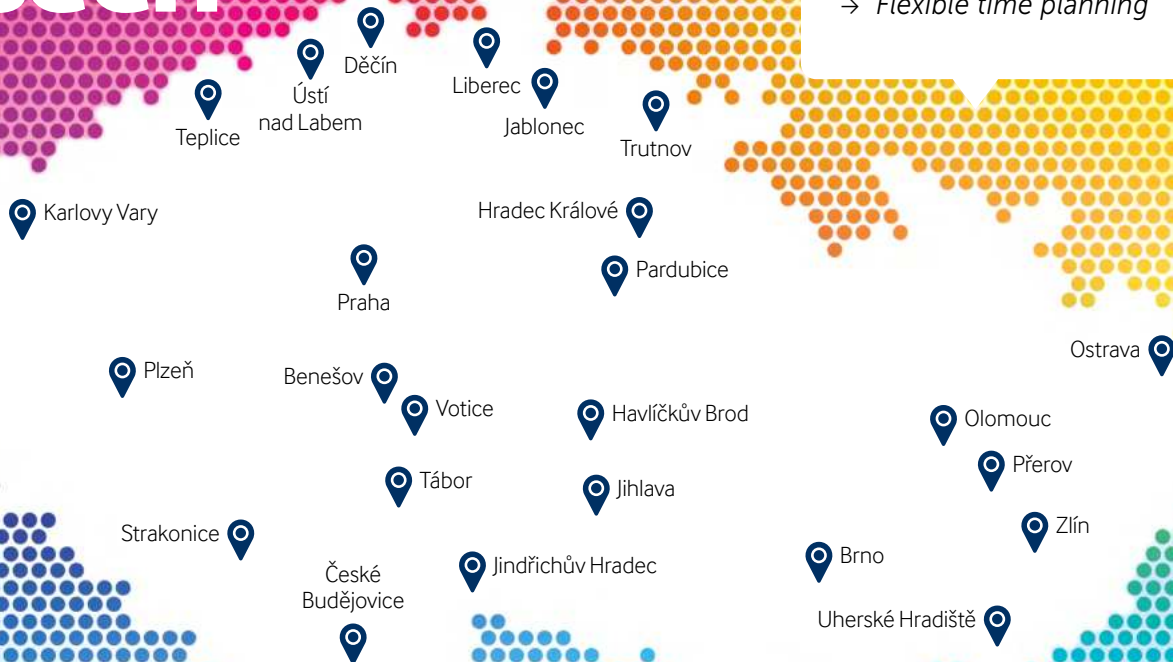 → Flexible time planning
Děčín
Liberec
Ústí
nad Labem
Jablonec
Teplice
Trutnov
Karlovy Vary
Hradec Králové
Pardubice
Praha
Ostrava
Plzeň
Benešov
Votice
Havlíčkův Brod
Olomouc
Přerov
Tábor
Jihlava
Zlín
Strakonice
Brno
Jindřichův Hradec
České
Budějovice
Uherské Hradiště